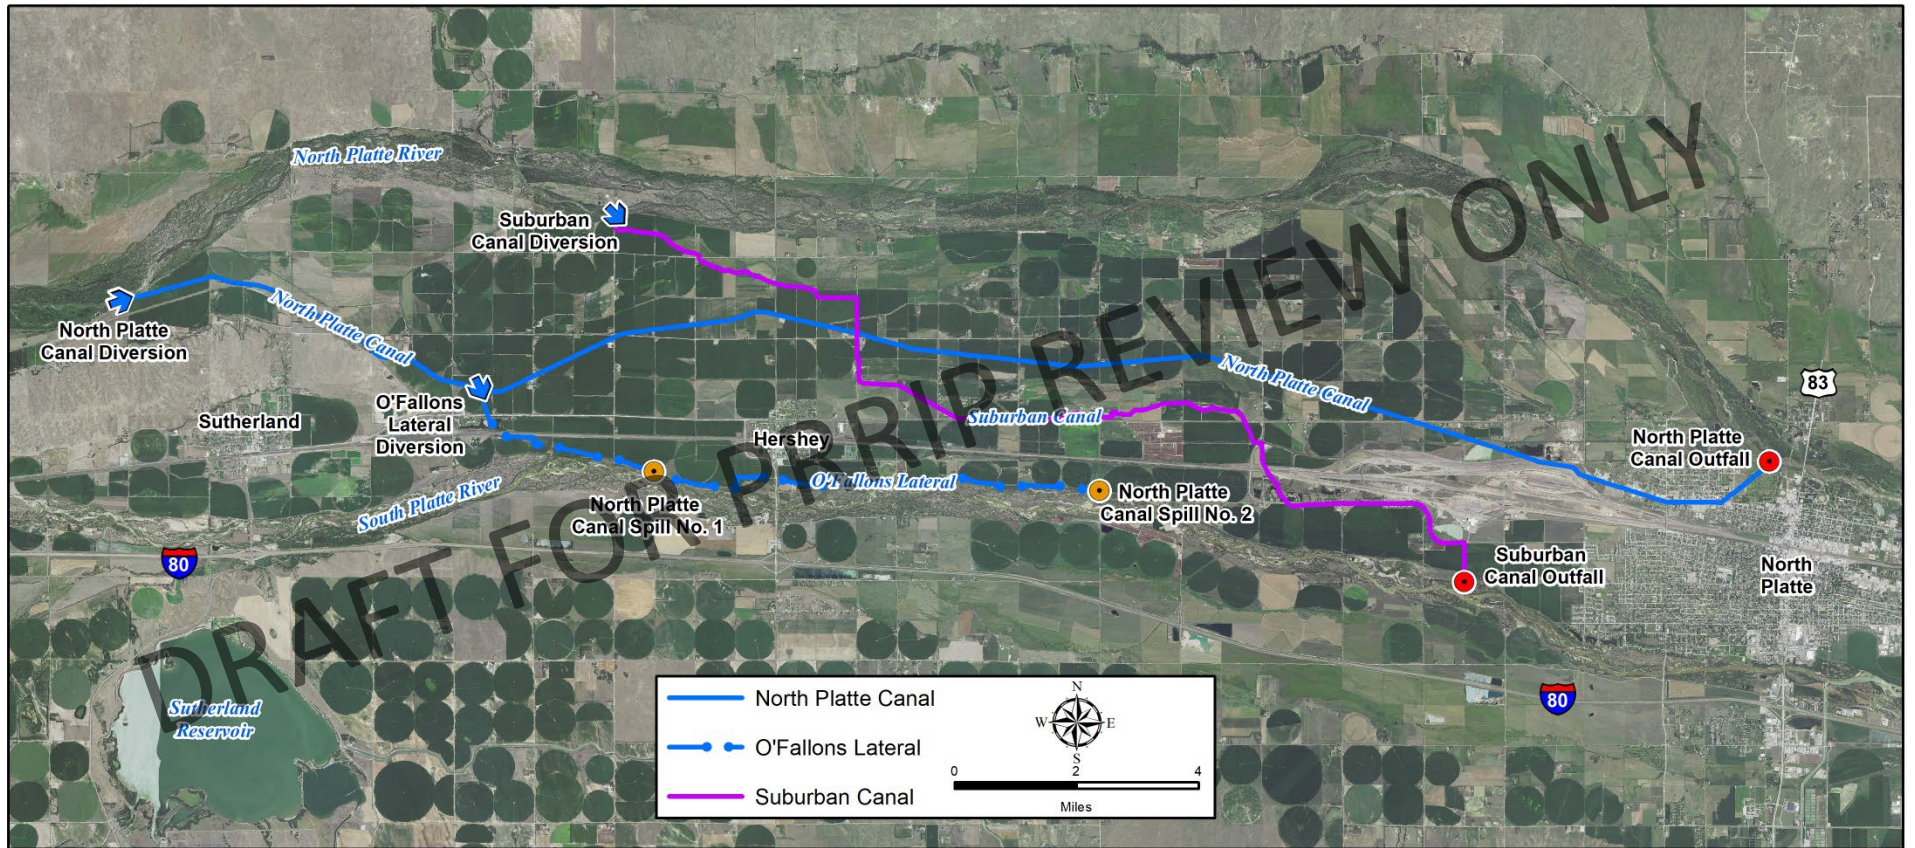 North Platte River
Suburban
Canal Diversion
North Platte
Canal Diversion
North Platte Canal
O'Fallons
Lateral
Diversion
Sutherland
Hershey
Suburban Canal
North Platte Canal
83
North Platte
Canal Outfall
O'Fallons Lateral
South Platte River
North Platte
Canal Spill No. 1
North Platte
Canal Spill No. 2
80
Suburban
Canal Outfall
North
Platte
Sutherland
Reservoir
80
DRAFT FOR PRRIP REVIEW ONLY
North Platte Canal
O'Fallons Lateral
Suburban Canal
N
W E
S
0 2 4
Miles